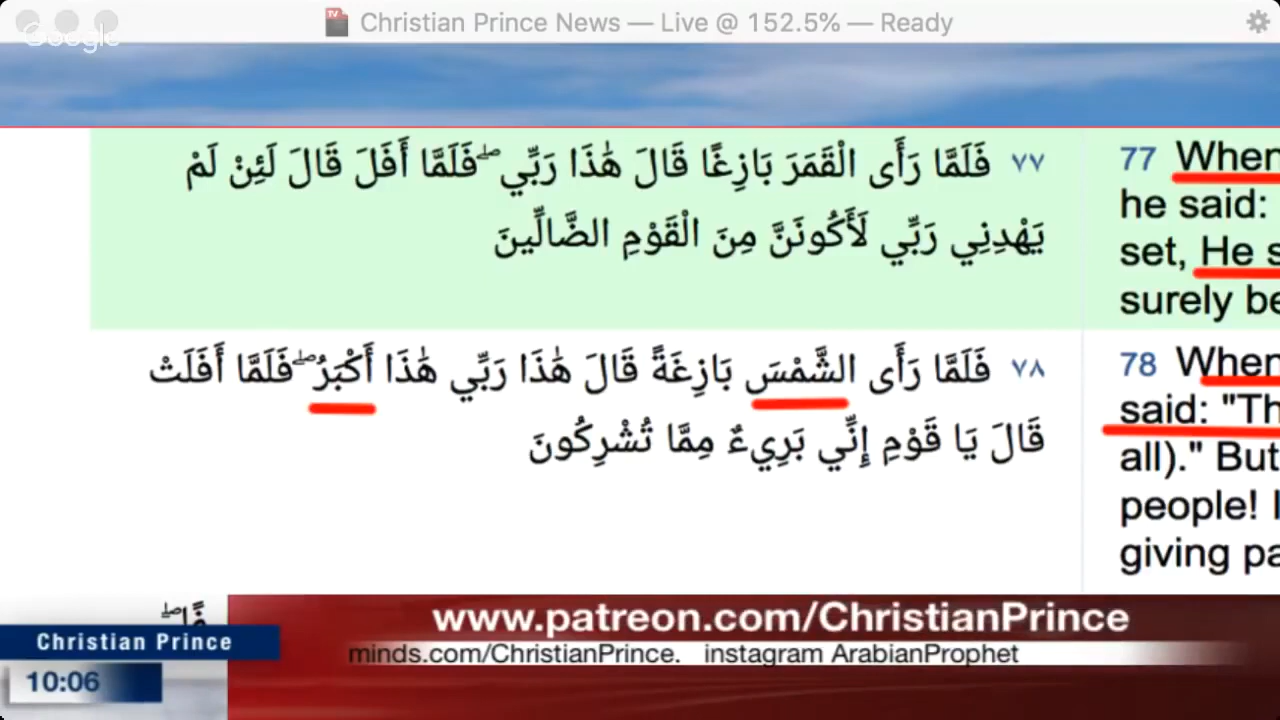 Christian Prince News — Live @ 152.5% — Ready
Google
٧٧ فَلَمَّا رَأَى الْقَمَرَ بَازِغًا قَالَ هَٰذَا رَبِّي ۖ فَلَمَّا أَفَلَ قَالَ لَئِنْ لَمْ
يَهْدِنِي رَبِّي لَأَكُونَنَّ مِنَ الْقَوْمِ الضَّالِّينَ
77 When
he said:
set, He s
surely be
٧٨ فَلَمَّا رَأَى الشَّمْسَ بَازِغَةً قَالَ هَٰذَا رَبِّي هَٰذَا أَكْبَرُ ۖ فَلَمَّا أَفَلَتْ
قَالَ يَا قَوْمِ إِنِّي بَرِيءٌ مِمَّا تُشْرِكُونَ
78 When
said: "Th
all)." But
people! I
giving pa
www.patreon.com/ChristianPrince
Christian Prince
minds.com/ChristianPrince. instagram ArabianProphet
10:06